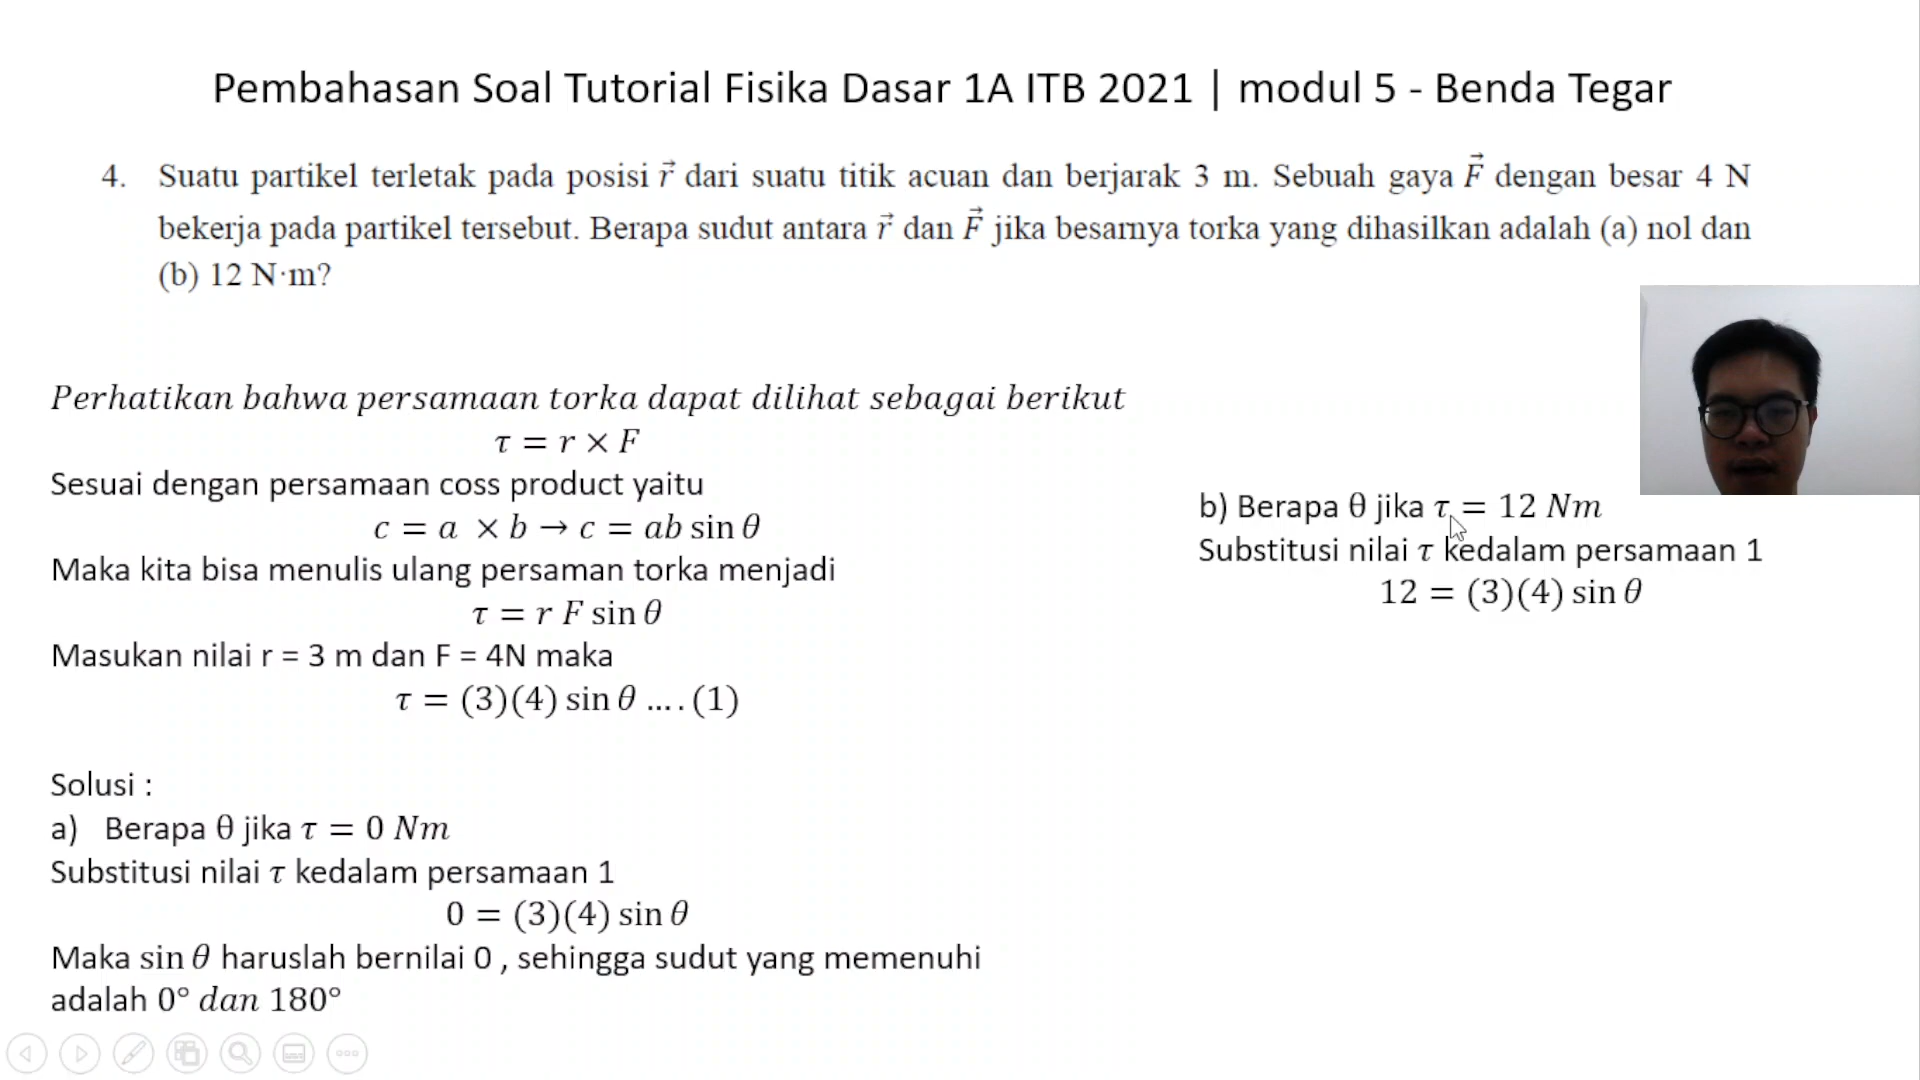 Pembahasan Soal Tutorial Fisika Dasar 1A ITB 2021 | modul 5 - Benda Tegar
4. Suatu partikel terletak pada posisi r⃗ dari suatu titik acuan dan berjarak 3 m. Sebuah gaya F⃗ dengan besar 4 N
bekerja pada partikel tersebut. Berapa sudut antara r⃗ dan F⃗ jika besarnya torka yang dihasilkan adalah (a) nol dan
(b) 12 N·m?
Perhatikan bahwa persamaan torka dapat dilihat sebagai berikut
τ = r × F
Sesuai dengan persamaan coss product yaitu
c = a × b → c = ab sin θ
Maka kita bisa menulis ulang persaman torka menjadi
τ = r F sin θ
Masukan nilai r = 3 m dan F = 4N maka
τ = (3)(4) sin θ .... (1)
Solusi :
a) Berapa θ jika τ = 0 Nm
Substitusi nilai τ kedalam persamaan 1
0 = (3)(4) sin θ
Maka sin θ haruslah bernilai 0 , sehingga sudut yang memenuhi
adalah 0° dan 180°
b) Berapa θ jika τ = 12 Nm
Substitusi nilai τ kedalam persamaan 1
12 = (3)(4) sin θ